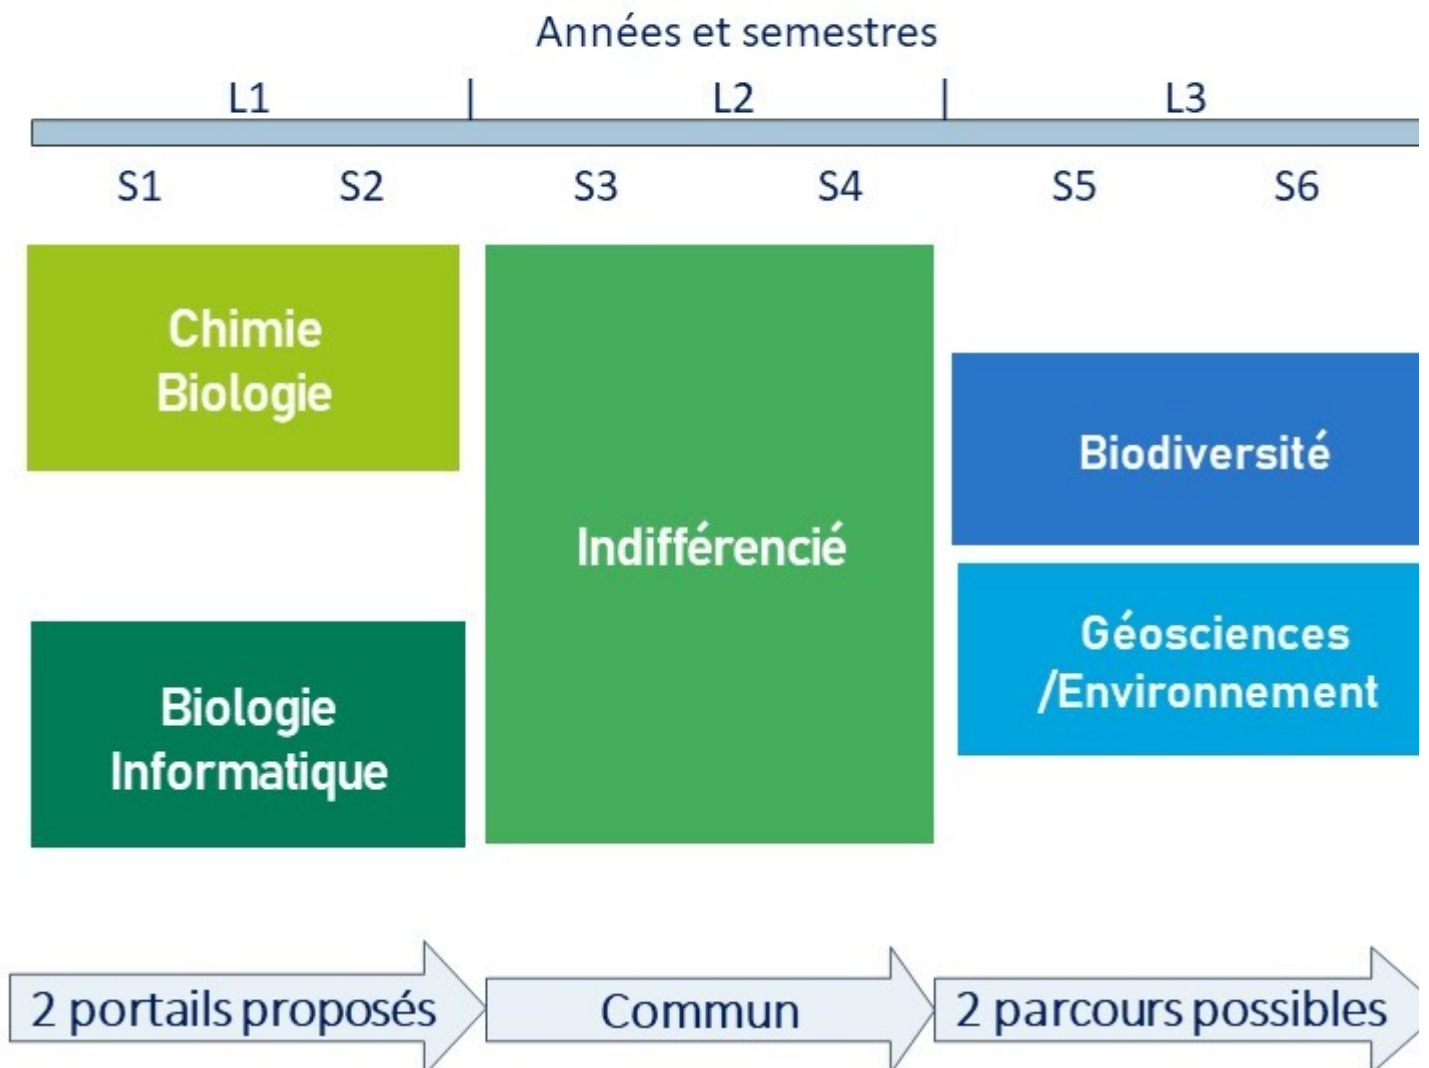 Années et semestres
L1 | L2 | L3
S1 S2 S3 S4 S5 S6
Chimie
Biologie
Biologie
Informatique
Indifférencié
Biodiversité
Géosciences
/Environnement
2 portails proposés
Commun
2 parcours possibles